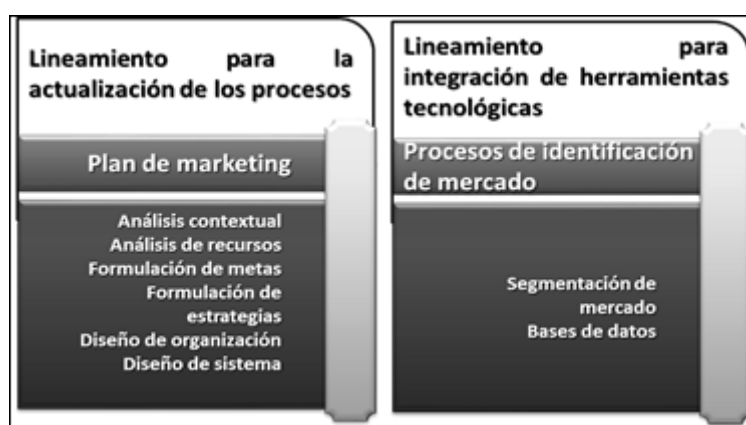 Lineamiento para la
actualización de los procesos
Plan de marketing
Análisis contextual
Análisis de recursos
Formulación de metas
Formulación de
estrategias
Diseño de organización
Diseño de sistema
Lineamiento para
integración de herramientas
tecnológicas
Procesos de identificación
de mercado
Segmentación de
mercado
Bases de datos